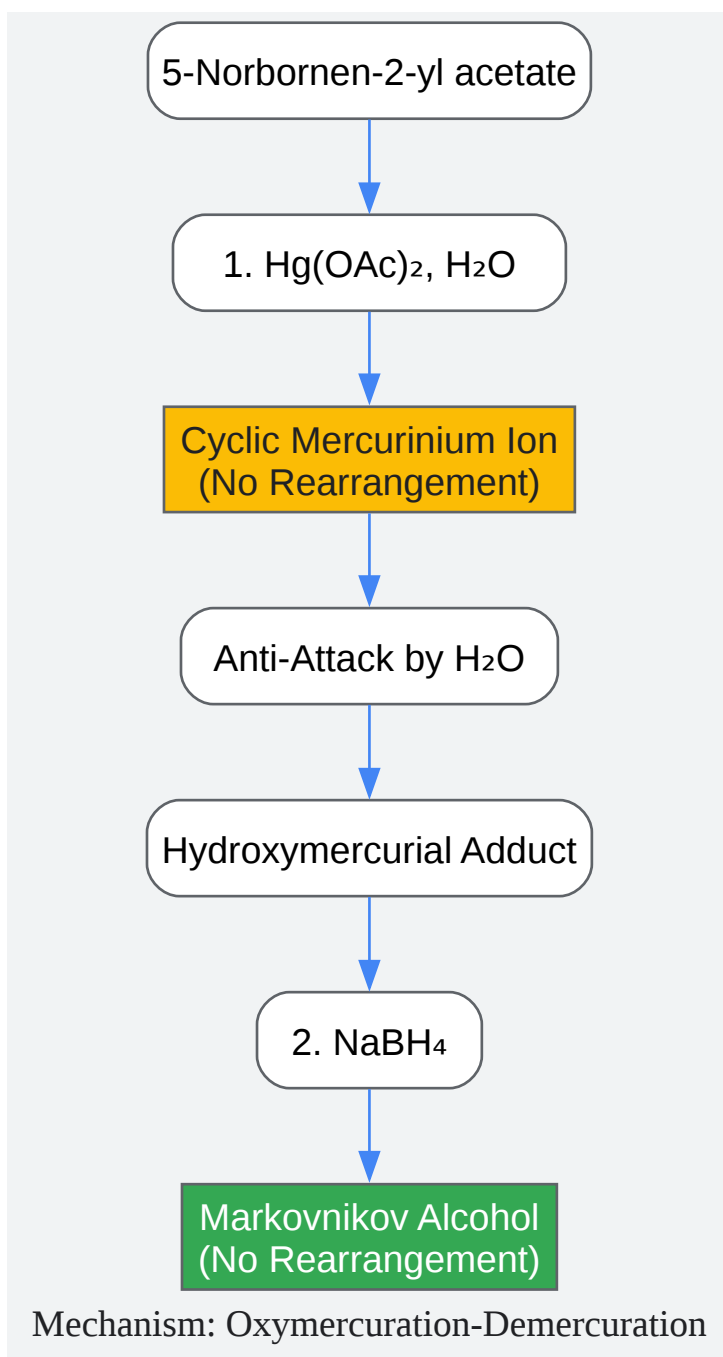 5-Norbornen-2-yl acetate
1. Hg(OAc)₂, H₂O
Cyclic Mercurinium Ion
(No Rearrangement)
Anti-Attack by H₂O
Hydroxymercurial Adduct
2. NaBH₄
Markovnikov Alcohol
(No Rearrangement)
Mechanism: Oxymercuration-Demercuration